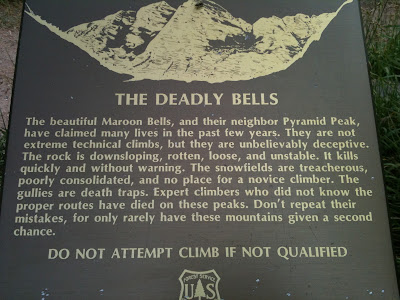 THE DEADLY BELLS
The beautiful Maroon Bells, and their neighbor Pyramid Peak,
have claimed many lives in the past few years. They are not
extreme technical climbs, but they are unbelievably deceptive.
The rock is downsloping, rotten, loose, and unstable. It kills
quickly and without warning. The snowfields are treacherous,
poorly consolidated, and no place for a novice climber. The
gullies are death traps. Expert climbers who did not know the
proper routes have died on these peaks. Don't repeat their
mistakes, for only rarely have these mountains given a second
chance.
DO NOT ATTEMPT CLIMB IF NOT QUALIFIED
FOREST SERVICE
U S